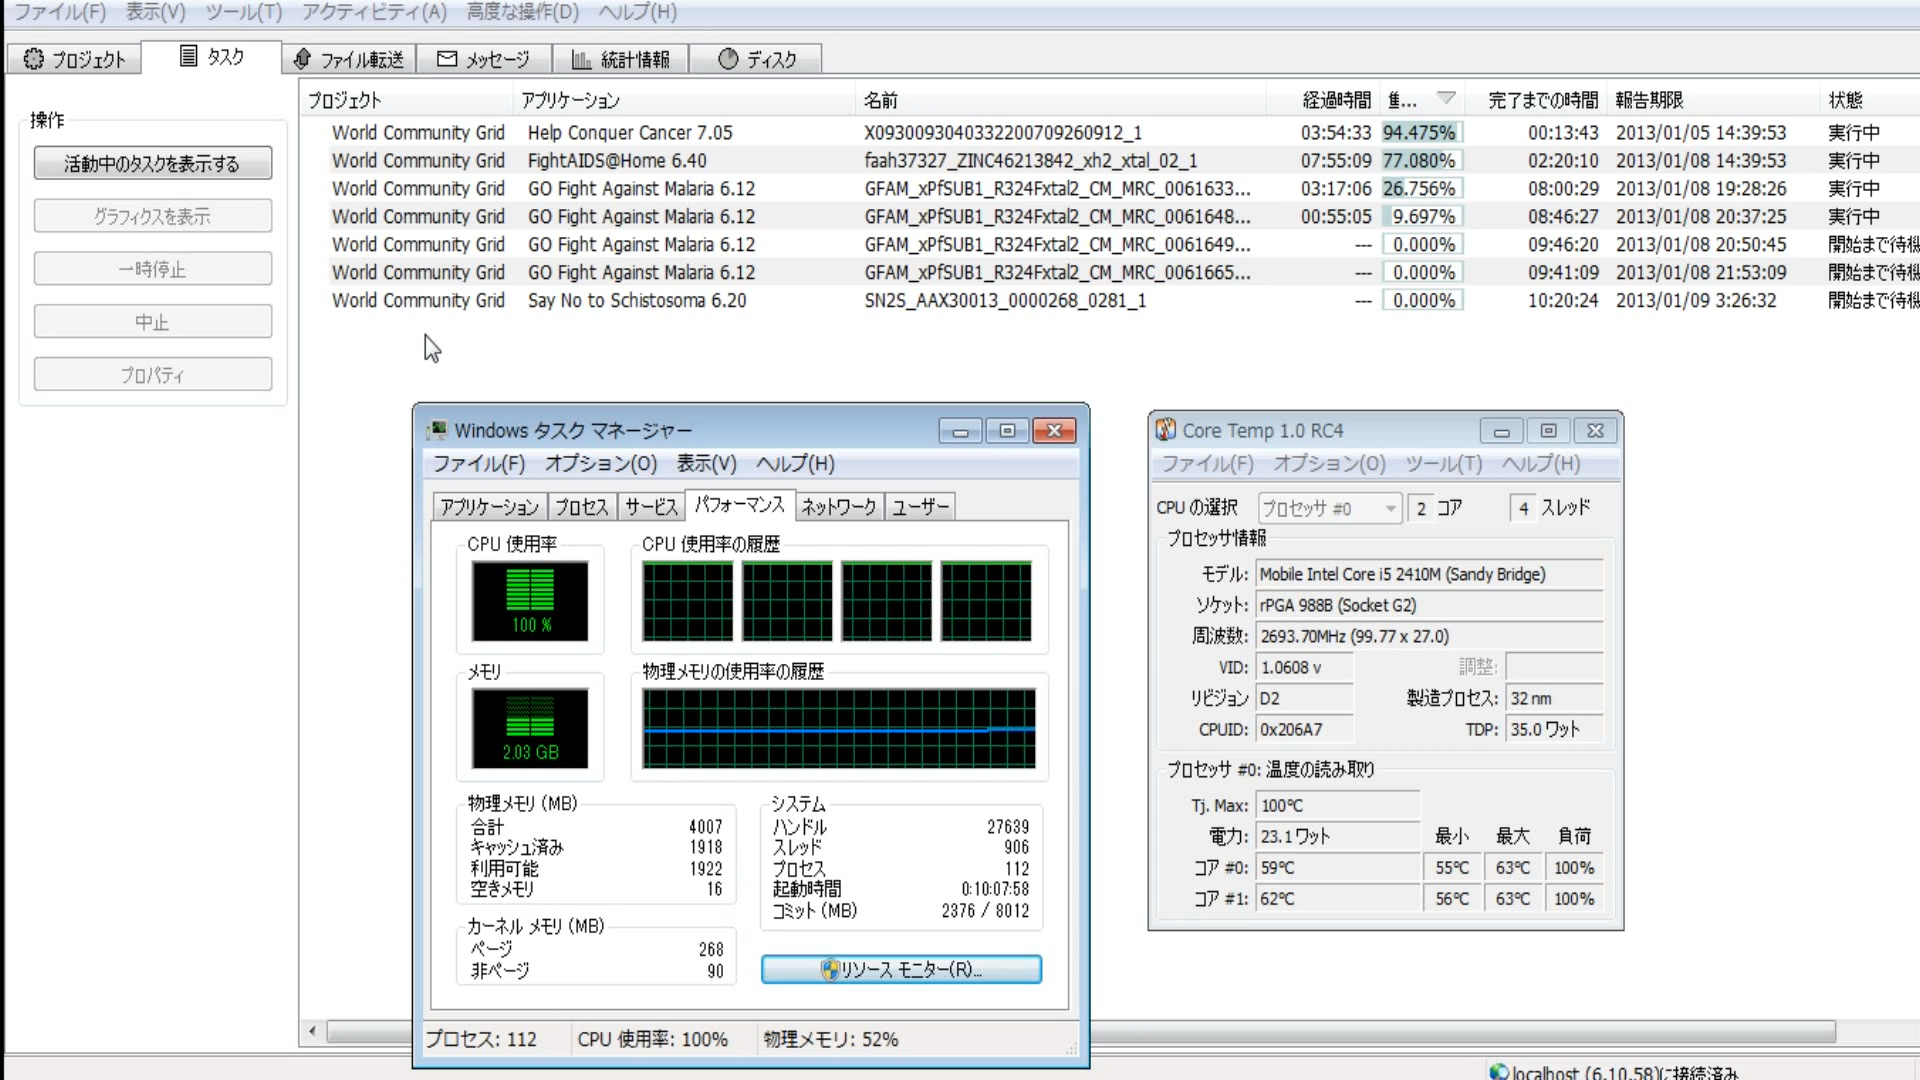 ファイル(F) 表示(V) ツール(T) アクティビティ(A) 高度な操作(D) ヘルプ(H)
プロジェクト タスク ファイル転送 メッセージ 統計情報 ディスク
操作
活動中のタスクを表示する
グラフィクスを表示
一時停止
中止
プロパティ
プロジェクト アプリケーション 名前 経過時間 進... 完了までの時間 報告期限 状態
World Community Grid Help Conquer Cancer 7.05 X0930093040332200709260912_1 03:54:33 94.475% 00:13:43 2013/01/05 14:39:53 実行中
World Community Grid FightAIDS@Home 6.40 faah37327_ZINC46213842_xh2_xtal_02_1 07:55:09 77.080% 02:20:10 2013/01/08 14:39:53 実行中
World Community Grid GO Fight Against Malaria 6.12 GFAM_xPfSUB1_R324Fxtal2_CM_MRC_0061633... 03:17:06 26.756% 08:00:29 2013/01/08 19:28:26 実行中
World Community Grid GO Fight Against Malaria 6.12 GFAM_xPfSUB1_R324Fxtal2_CM_MRC_0061648... 00:55:05 9.697% 08:46:27 2013/01/08 20:37:25 実行中
World Community Grid GO Fight Against Malaria 6.12 GFAM_xPfSUB1_R324Fxtal2_CM_MRC_0061649... --- 0.000% 09:46:20 2013/01/08 20:50:45 開始まで待機
World Community Grid GO Fight Against Malaria 6.12 GFAM_xPfSUB1_R324Fxtal2_CM_MRC_0061665... --- 0.000% 09:41:09 2013/01/08 21:53:09 開始まで待機
World Community Grid Say No to Schistosoma 6.20 SN2S_AAX30013_0000268_0281_1 --- 0.000% 10:20:24 2013/01/09 3:26:32 開始まで待機
Windows タスク マネージャー
ファイル(F) オプション(O) 表示(V) ヘルプ(H)
アプリケーション プロセス サービス パフォーマンス ネットワーク ユーザー
CPU 使用率 CPU 使用率の履歴
100 %
メモリ 物理メモリの使用率の履歴
2.03 GB
物理メモリ (MB)
合計 4007
キャッシュ済み 1918
利用可能 1922
空きメモリ 16
カーネル メモリ (MB)
ページ 268
非ページ 90
システム
ハンドル 27639
スレッド 906
プロセス 112
起動時間 0:10:07:58
コミット (MB) 2376 / 8012
リソース モニター(R)...
プロセス: 112 CPU 使用率: 100% 物理メモリ: 52%
Core Temp 1.0 RC4
ファイル(F) オプション(O) ツール(T) ヘルプ(H)
CPU の選択 プロセッサ #0 2 コア 4 スレッド
プロセッサ情報
モデル: Mobile Intel Core i5 2410M (Sandy Bridge)
ソケット: rPGA 988B (Socket G2)
周波数: 2693.70MHz (99.77 x 27.0)
VID: 1.0608 v 調整:
リビジョン D2 製造プロセス: 32 nm
CPUID: 0x206A7 TDP: 35.0 ワット
プロセッサ #0: 温度の読み取り
Tj. Max: 100℃
電力: 23.1 ワット 最小 最大 負荷
コア #0: 59℃ 55℃ 63℃ 100%
コア #1: 62℃ 56℃ 63℃ 100%
localhost (6.10.58)に接続済み